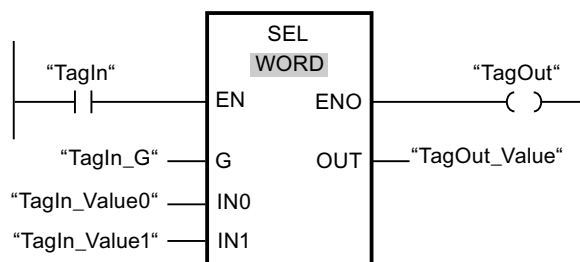 SEL
WORD
“TagIn“
“TagOut“
EN
ENO
“TagIn_G“
G
OUT
“TagOut_Value“
“TagIn_Value0“
IN0
“TagIn_Value1“
IN1